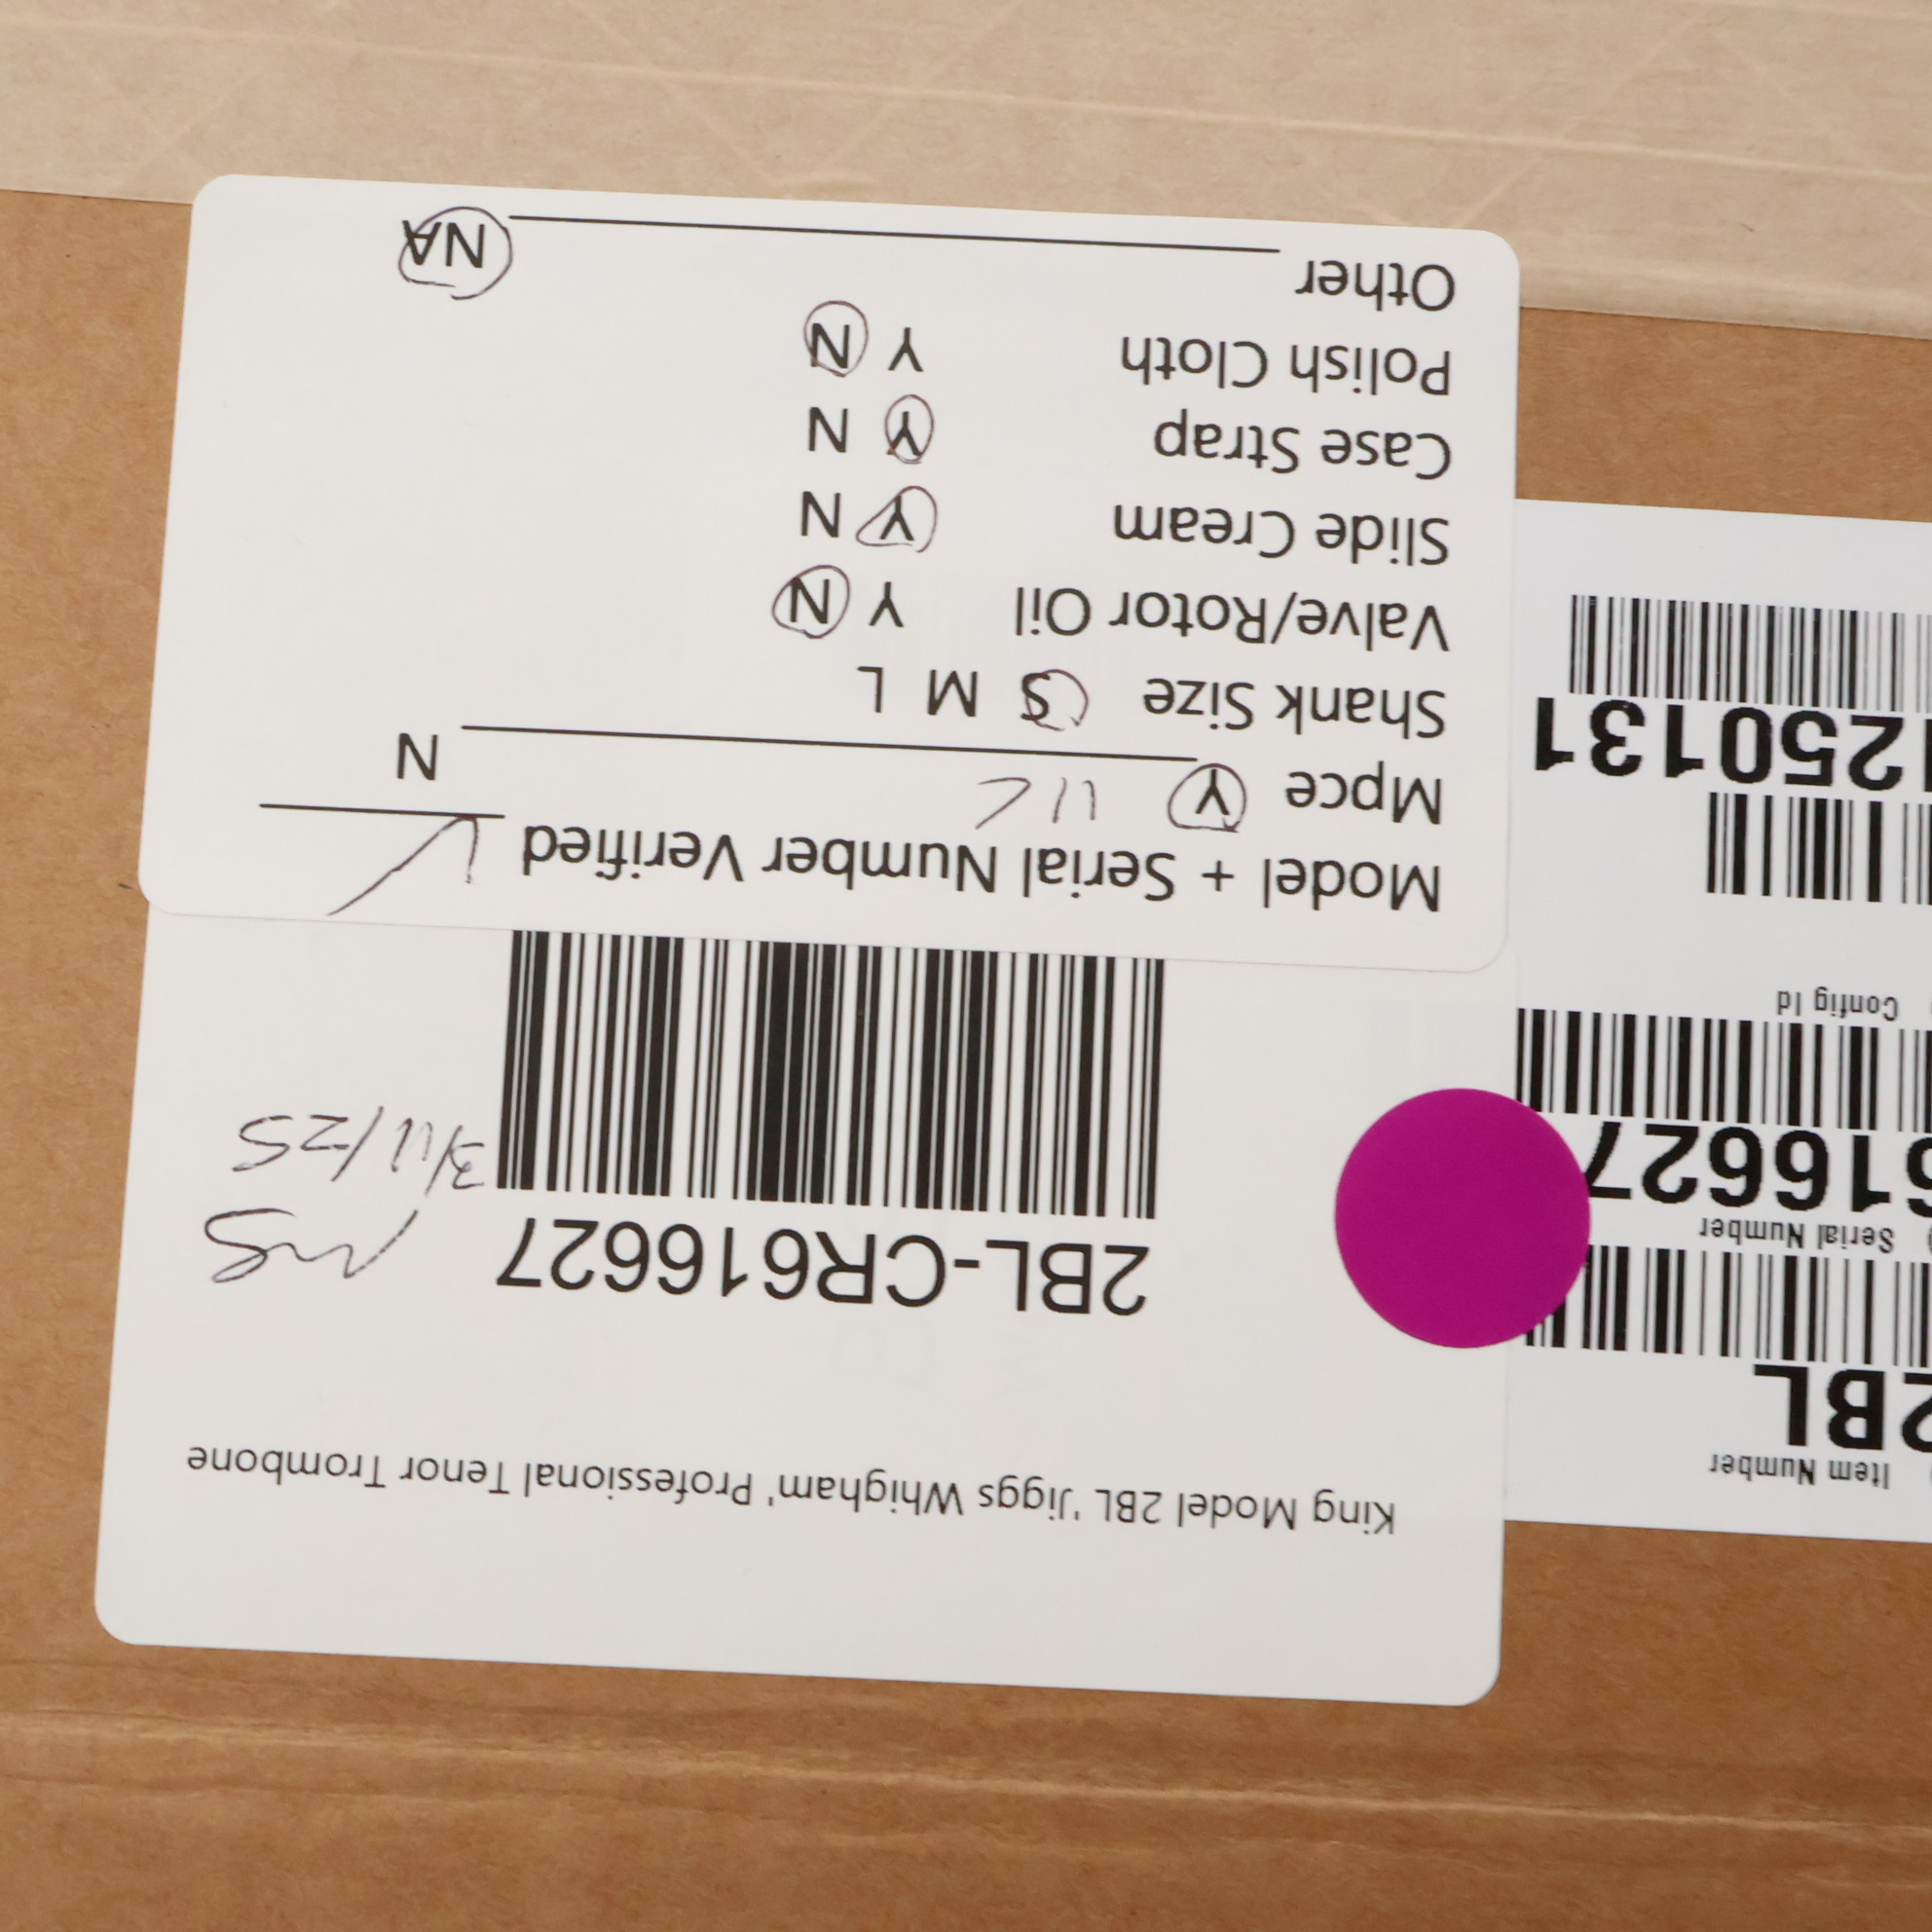 King Model 2BL 'Jiggs Whigham' Professional Tenor Trombone
2BL-CR616627
3/11/25
Model + Serial Number Verified
Mpce Y 11C N
Shank Size S M L
Valve/Rotor Oil Y N
Slide Cream Y N
Case Strap Y N
Polish Cloth Y N
Other NA
Item Number
2BL
Serial Number
616627
Config Id
1250131